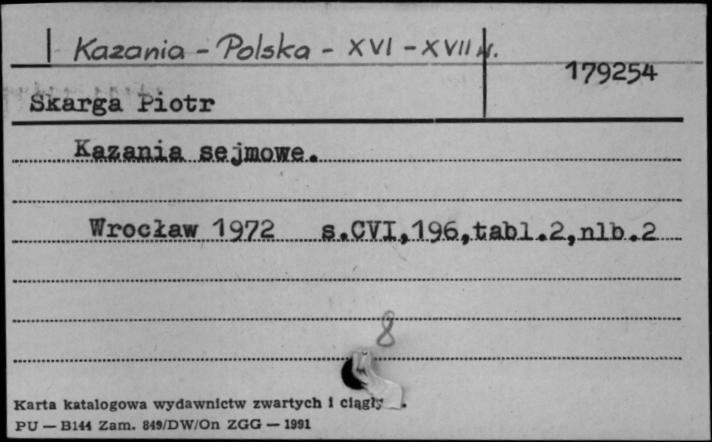 Kazania - Polska - XVI - XVII w.
179254
Skarga Piotr
Kazania sejmowe.
Wrocław 1972 s.CVI,196,tabl.2,nlb.2
8
Karta katalogowa wydawnictw zwartych i ciągły
PU — B144 Zam. 849/DW/On ZGG — 1991